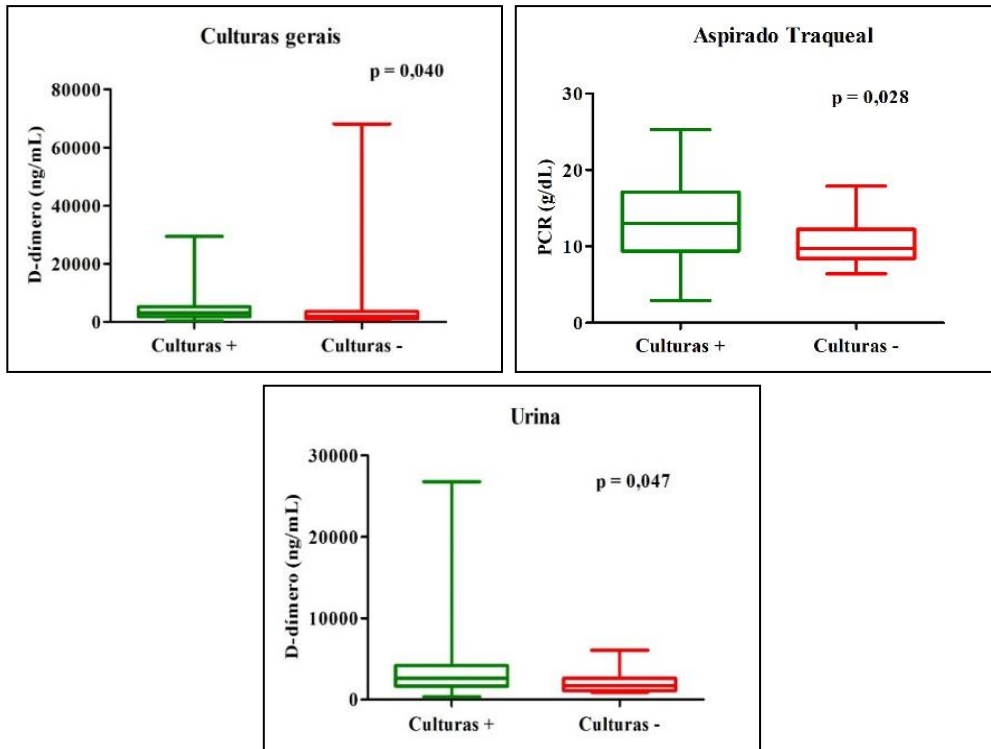 Culturas gerais
p = 0,040
D-dímero (ng/mL)
80000
60000
40000
20000
0
Culturas +
Culturas -
Aspirado Traqueal
p = 0,028
PCR (g/dL)
30
20
10
0
Culturas +
Culturas -
Urina
p = 0,047
D-dímero (ng/mL)
30000
20000
10000
0
Culturas +
Culturas -